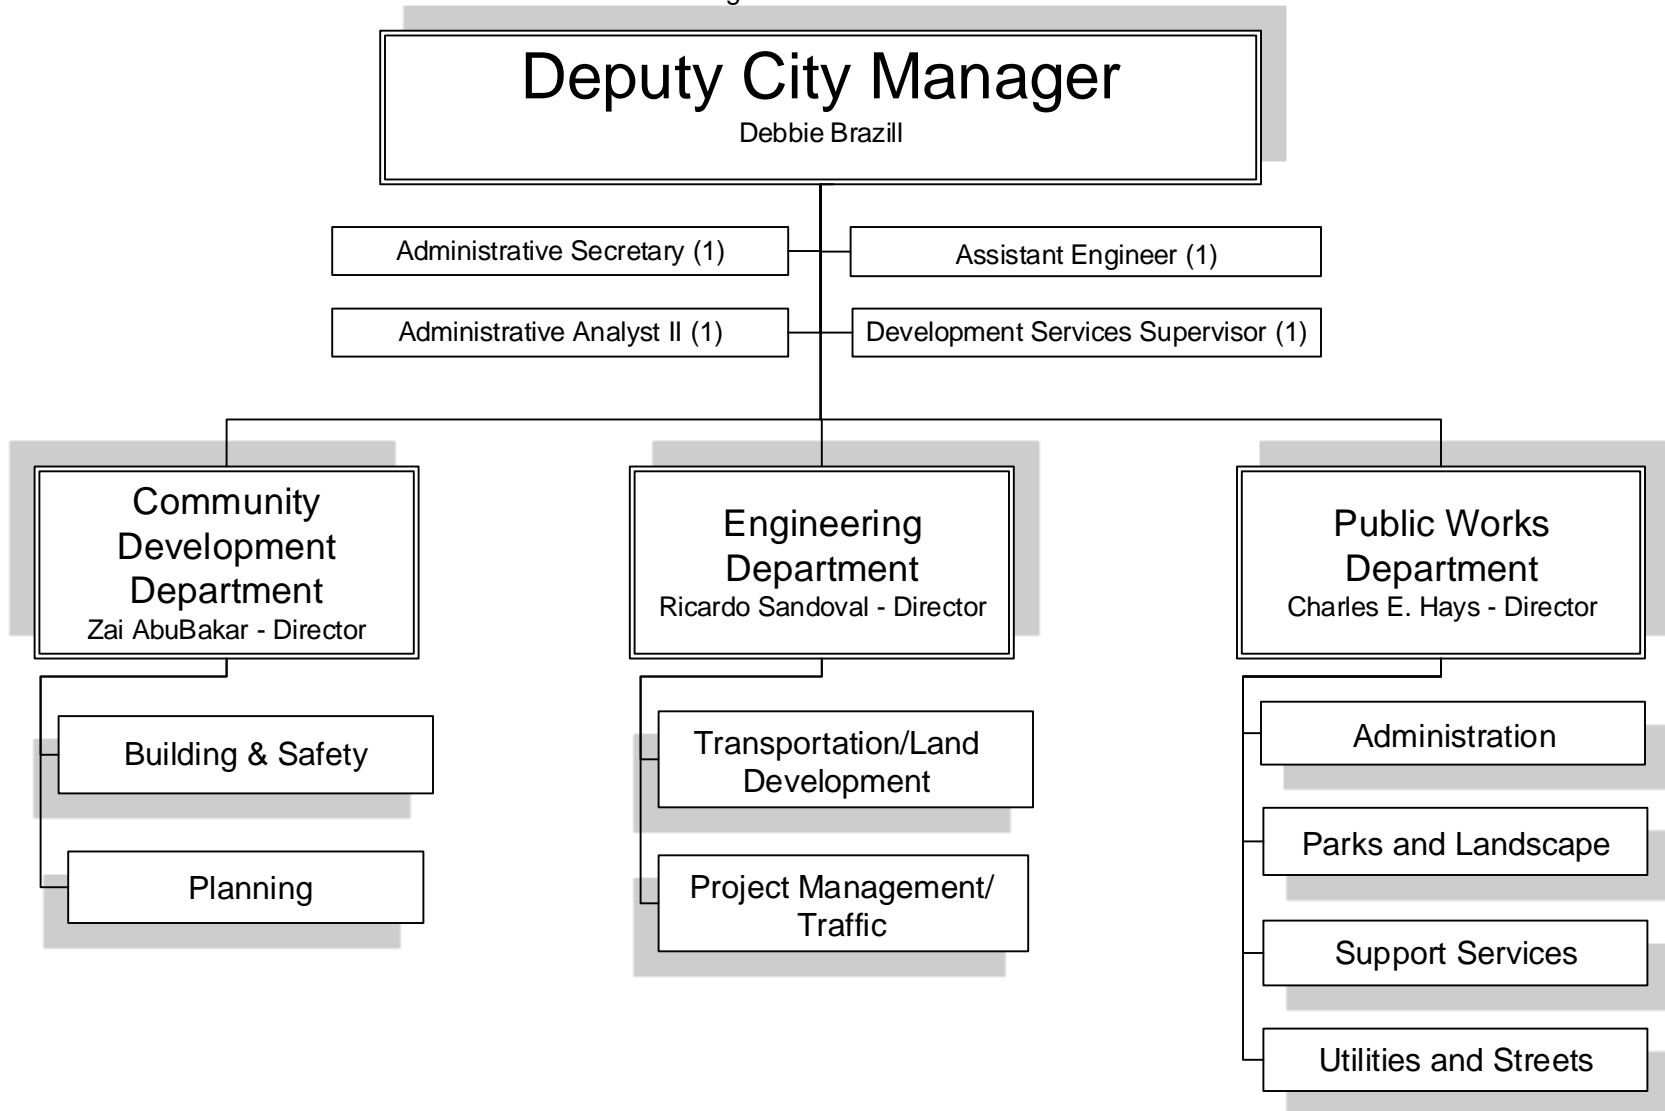 Deputy City Manager
Debbie Brazill
Administrative Secretary (1)
Assistant Engineer (1)
Administrative Analyst II (1)
Development Services Supervisor (1)
Community
Development
Department
Zai AbuBakar - Director
Engineering
Department
Ricardo Sandoval - Director
Public Works
Department
Charles E. Hays - Director
Building & Safety
Planning
Transportation/Land
Development
Project Management/
Traffic
Administration
Parks and Landscape
Support Services
Utilities and Streets